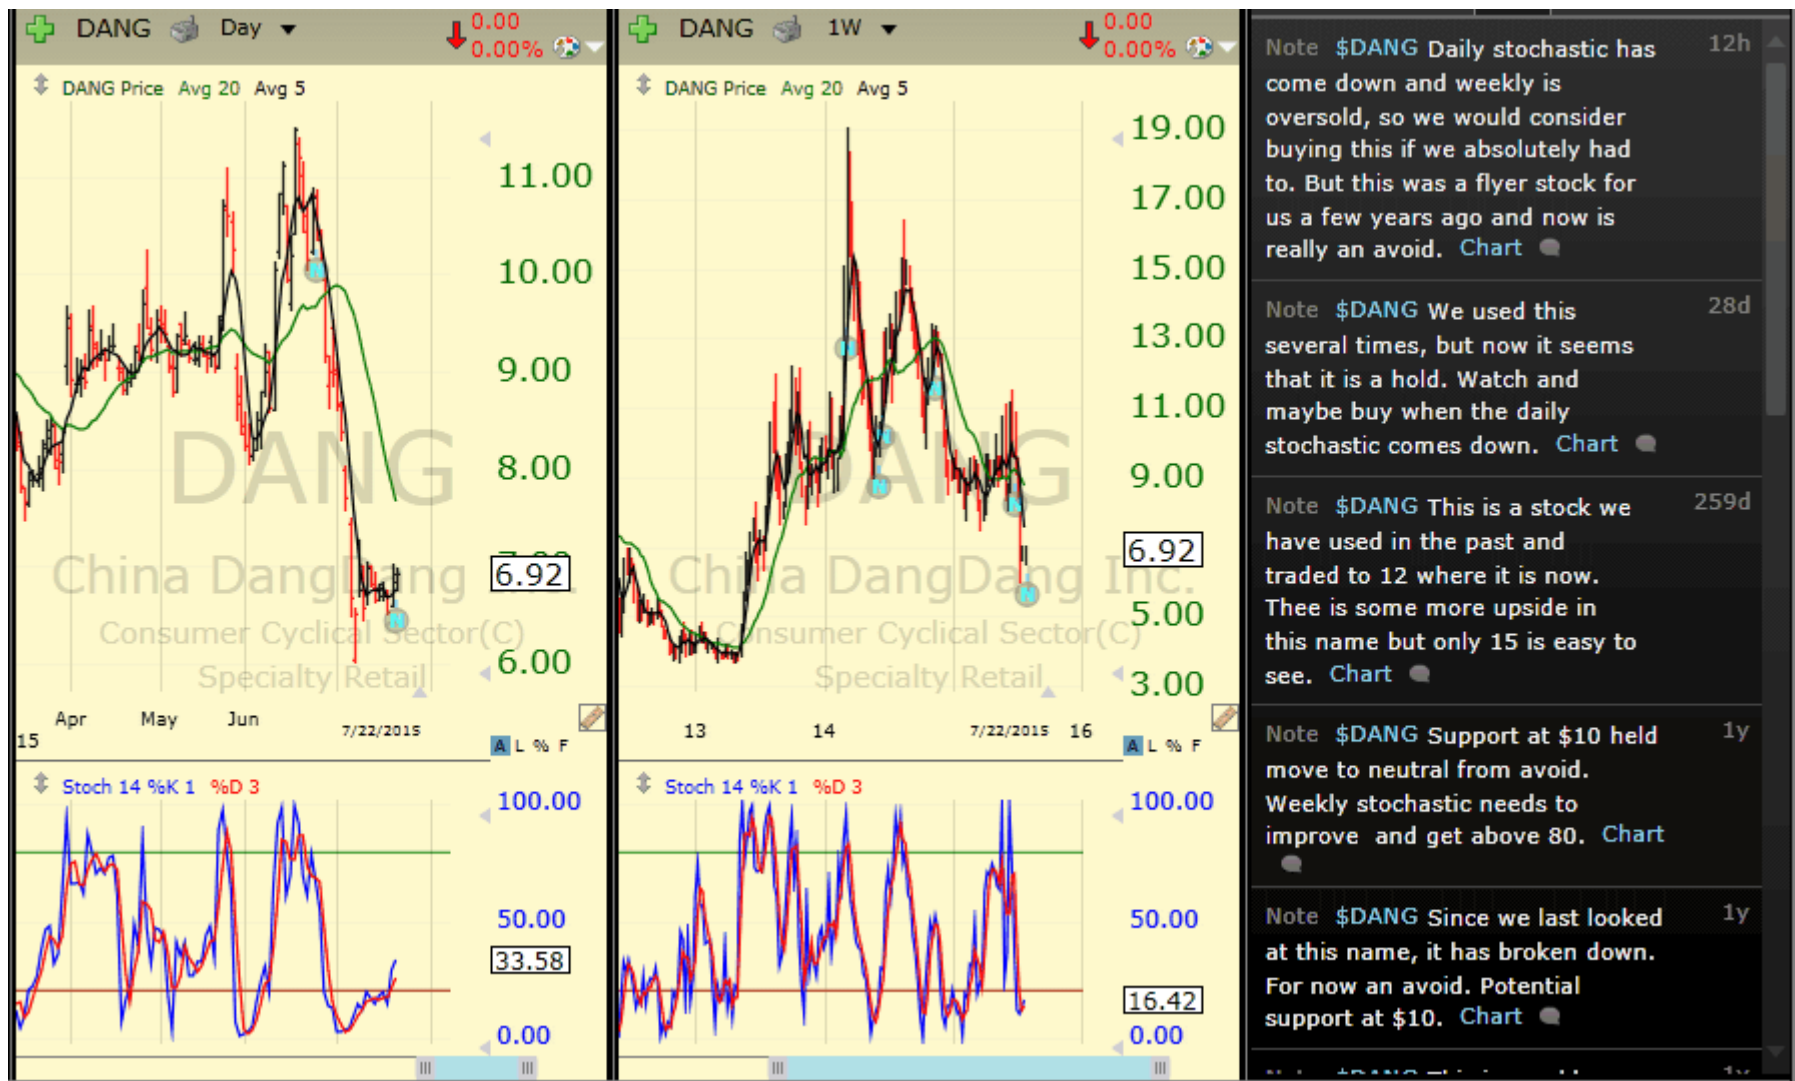 DANG Day
0.00
0.00%
DANG Price Avg 20 Avg 5
11.00
10.00
9.00
8.00
7.00
6.92
6.00
DANG
China DangDang
Consumer Cyclical Sector(C)
Specialty Retail
Apr May Jun
7/22/2015
15
A L % F
Stoch 14 %K 1 %D 3
100.00
50.00
33.58
0.00
DANG 1W
0.00
0.00%
DANG Price Avg 20 Avg 5
19.00
17.00
15.00
13.00
11.00
9.00
6.92
5.00
3.00
DANG
China DangDang Inc.
Consumer Cyclical Sector(C)
Specialty Retail
13 14 7/22/2015 16
A L % F
Stoch 14 %K 1 %D 3
100.00
50.00
16.42
0.00
Note $DANG Daily stochastic has 12h
come down and weekly is
oversold, so we would consider
buying this if we absolutely had
to. But this was a flyer stock for
us a few years ago and now is
really an avoid. Chart
Note $DANG We used this 28d
several times, but now it seems
that it is a hold. Watch and
maybe buy when the daily
stochastic comes down. Chart
Note $DANG This is a stock we 259d
have used in the past and
traded to 12 where it is now.
Thee is some more upside in
this name but only 15 is easy to
see. Chart
Note $DANG Support at $10 held 1y
move to neutral from avoid.
Weekly stochastic needs to
improve and get above 80. Chart
Note $DANG Since we last looked 1y
at this name, it has broken down.
For now an avoid. Potential
support at $10. Chart